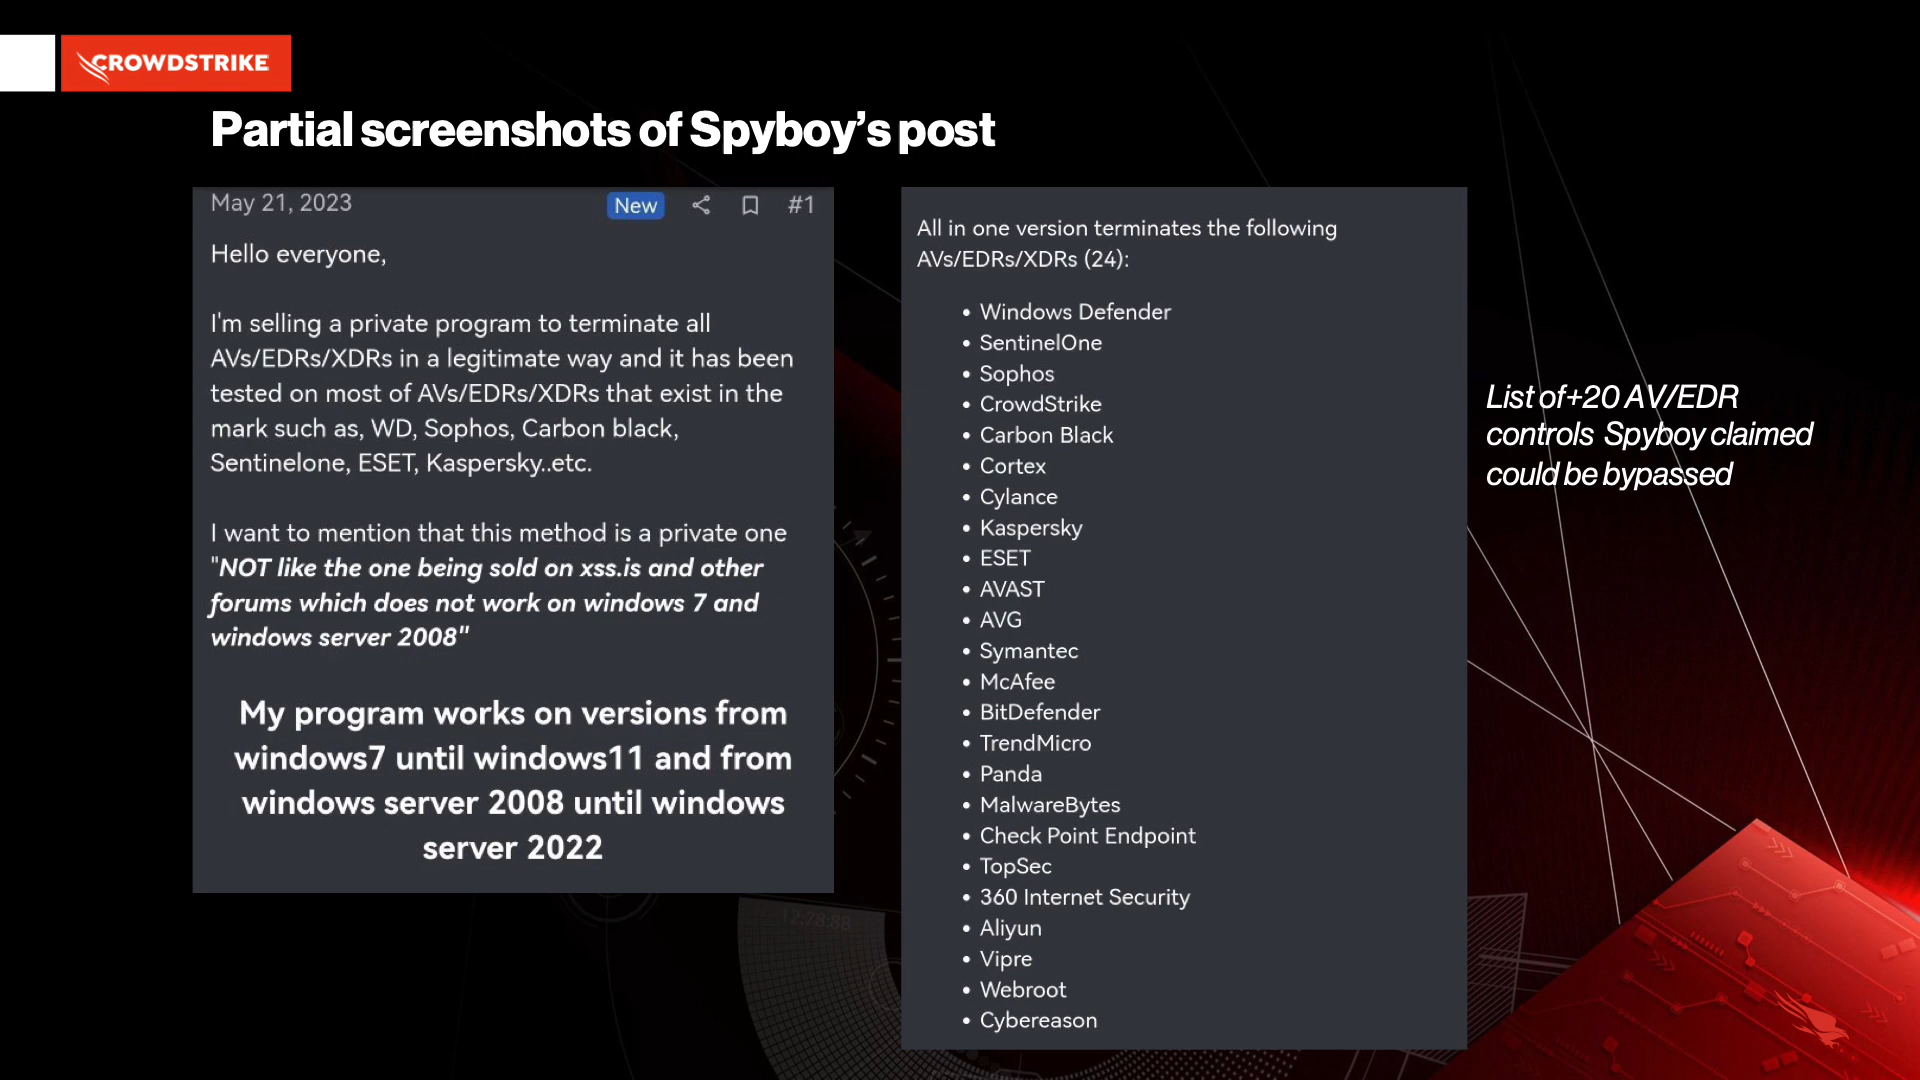 CROWDSTRIKE
Partial screenshots of Spyboy’s post
May 21, 2023
New
#1
Hello everyone,
I'm selling a private program to terminate all
AVs/EDRs/XDRs in a legitimate way and it has been
tested on most of AVs/EDRs/XDRs that exist in the
mark such as, WD, Sophos, Carbon black,
Sentinelone, ESET, Kaspersky..etc.
I want to mention that this method is a private one
"NOT like the one being sold on xss.is and other
forums which does not work on windows 7 and
windows server 2008"
My program works on versions from
windows7 until windows11 and from
windows server 2008 until windows
server 2022
All in one version terminates the following
AVs/EDRs/XDRs (24):
• Windows Defender
• SentinelOne
• Sophos
• CrowdStrike
• Carbon Black
• Cortex
• Cylance
• Kaspersky
• ESET
• AVAST
• AVG
• Symantec
• McAfee
• BitDefender
• TrendMicro
• Panda
• MalwareBytes
• Check Point Endpoint
• TopSec
• 360 Internet Security
• Aliyun
• Vipre
• Webroot
• Cybereason
List of+20 AV/EDR
controls Spyboy claimed
could be bypassed